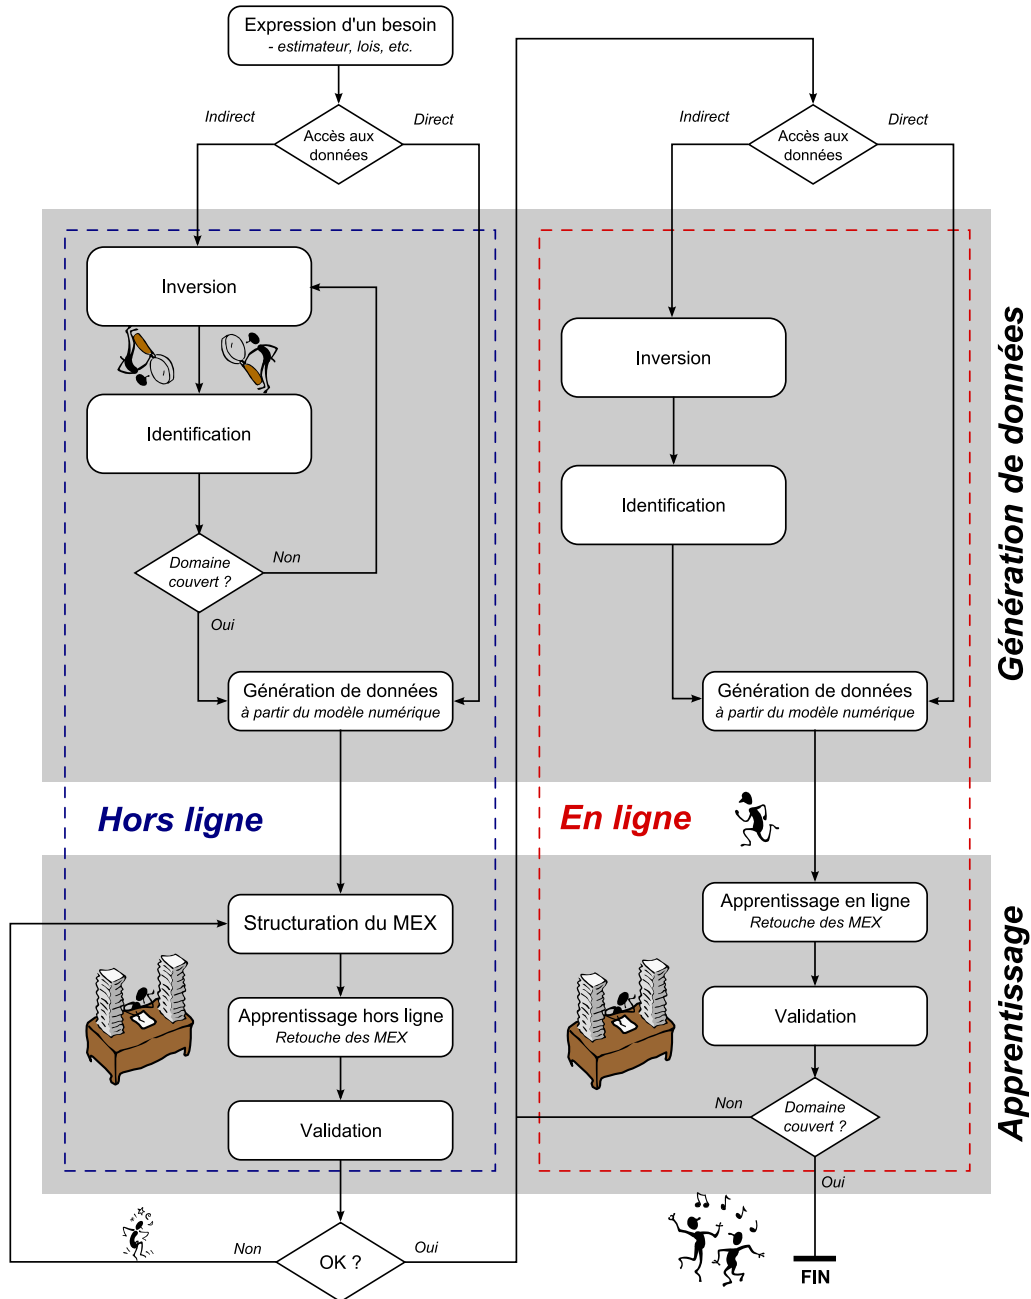 Expression d'un besoin
- estimateur, lois, etc.
Indirect
Direct
Accès aux
données
Inversion
Identification
Domaine
couvert ?
Non
Oui
Génération de données
à partir du modèle numérique
Hors ligne
Structuration du MEX
Apprentissage hors ligne
Retouche des MEX
Validation
OK ?
Non
Oui
Indirect
Direct
Accès aux
données
Inversion
Identification
Génération de données
à partir du modèle numérique
En ligne
Apprentissage en ligne
Retouche des MEX
Validation
Domaine
couvert ?
Non
Oui
FIN
Génération de données
Apprentissage